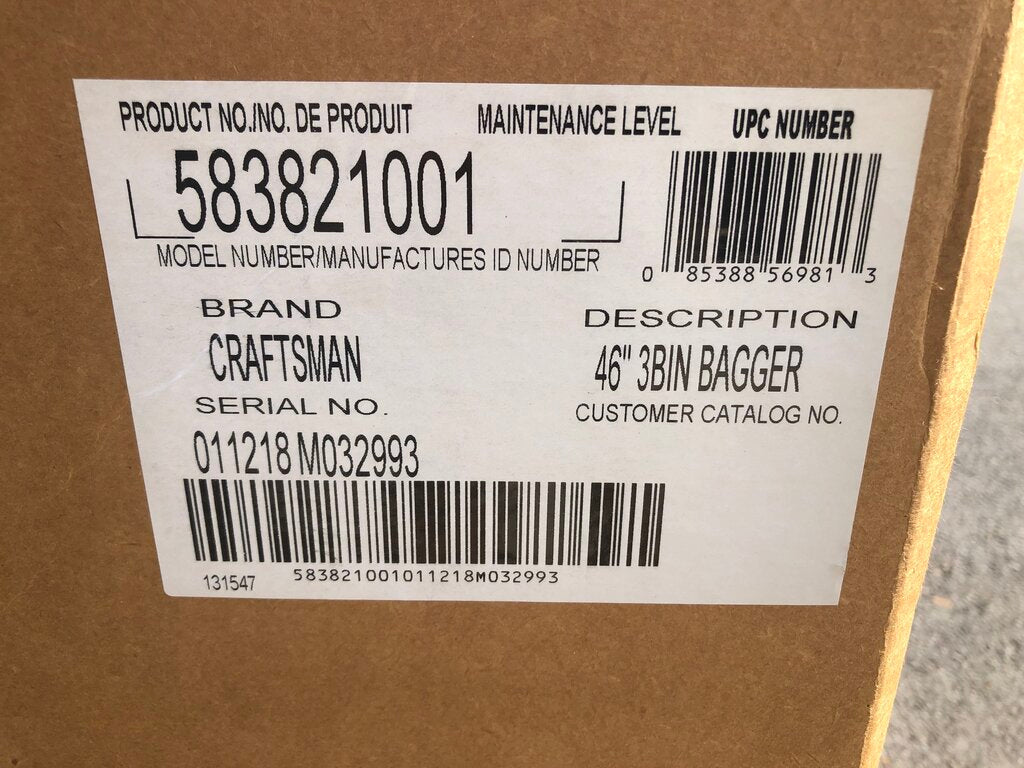 PRODUCT NO./NO. DE PRODUIT MAINTENANCE LEVEL UPC NUMBER
583821001
MODEL NUMBER/MANUFACTURES ID NUMBER
0 85388 56981 3
BRAND
DESCRIPTION
CRAFTSMAN
46" 3BIN BAGGER
SERIAL NO.
CUSTOMER CATALOG NO.
011218 M032993
131547 583821001011218M032993